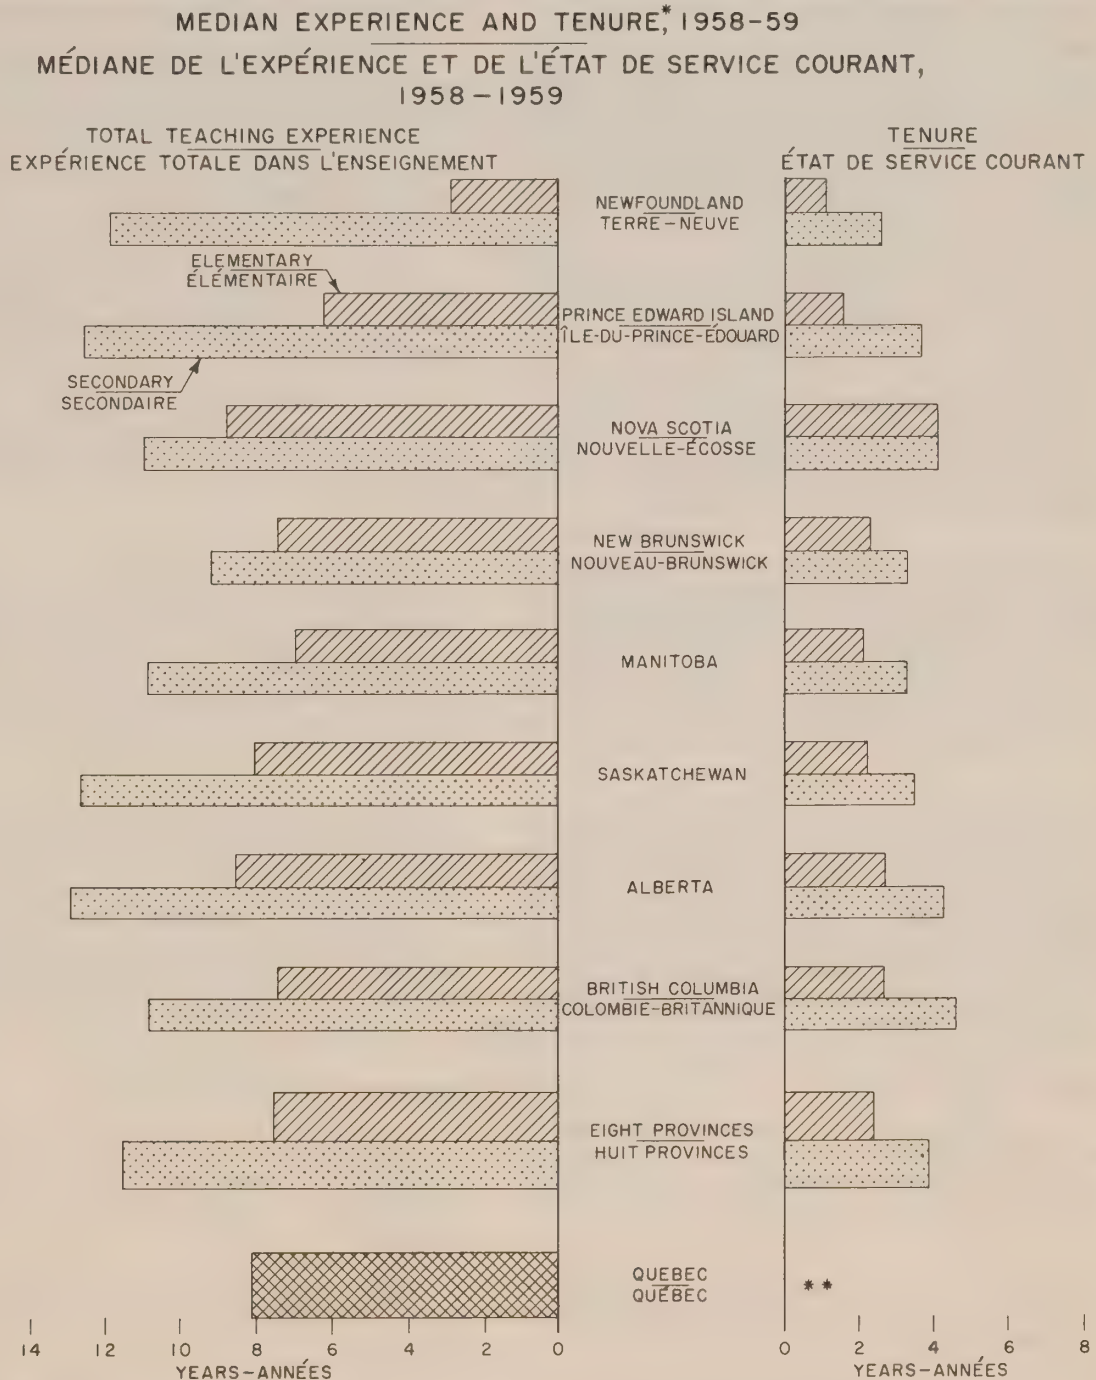 MEDIAN EXPERIENCE AND TENURE,* 1958-59
MÉDIANE DE L'EXPÉRIENCE ET DE L'ÉTAT DE SERVICE COURANT,
1958-1959
TOTAL TEACHING EXPERIENCE
EXPÉRIENCE TOTALE DANS L'ENSEIGNEMENT
TENURE
ÉTAT DE SERVICE COURANT
NEWFOUNDLAND
TERRE-NEUVE
ELEMENTARY
ÉLÉMENTAIRE
PRINCE EDWARD ISLAND
ÎLE-DU-PRINCE-ÉDOUARD
SECONDARY
SECONDAIRE
NOVA SCOTIA
NOUVELLE-ÉCOSSE
NEW BRUNSWICK
NOUVEAU-BRUNSWICK
MANITOBA
SASKATCHEWAN
ALBERTA
BRITISH COLUMBIA
COLOMBIE-BRITANNIQUE
EIGHT PROVINCES
HUIT PROVINCES
QUEBEC
QUÉBEC
**
14 12 10 8 6 4 2 0
YEARS-ANNÉES
0 2 4 6 8
YEARS-ANNÉES